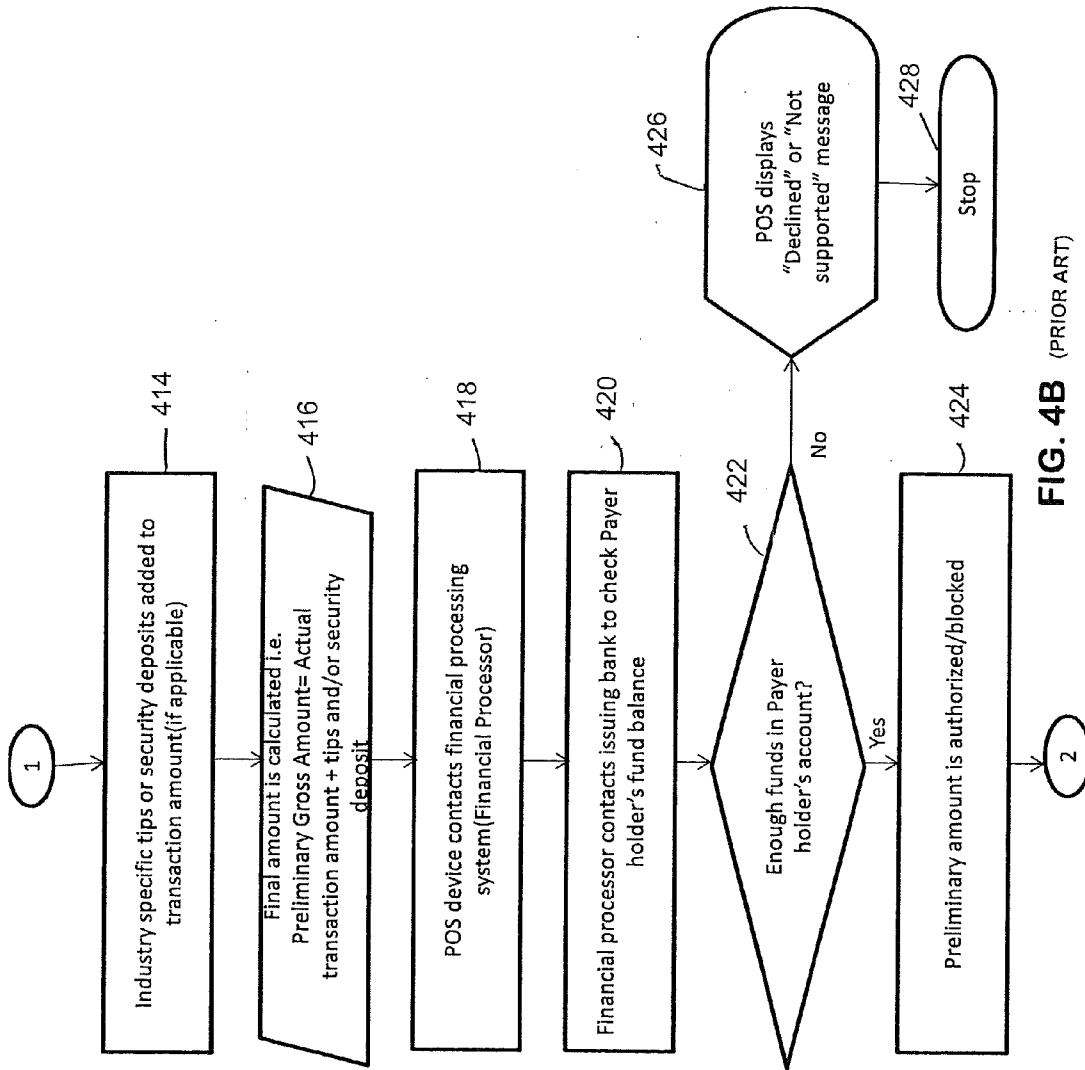 1
414
Industry specific tips or security deposits added to
transaction amount(if applicable)
416
Final amount is calculated i.e.
Preliminary Gross Amount= Actual
transaction amount + tips and/or security
deposit
418
POS device contacts financial processing
system(Financial Processor)
420
Financial processor contacts issuing bank to check Payer
holder's fund balance
422
Enough funds in Payer
holder's account?
No
Yes
426
POS displays
"Declined" or "Not
supported" message
428
Stop
424
Preliminary amount is authorized/blocked
2
FIG. 4B (PRIOR ART)